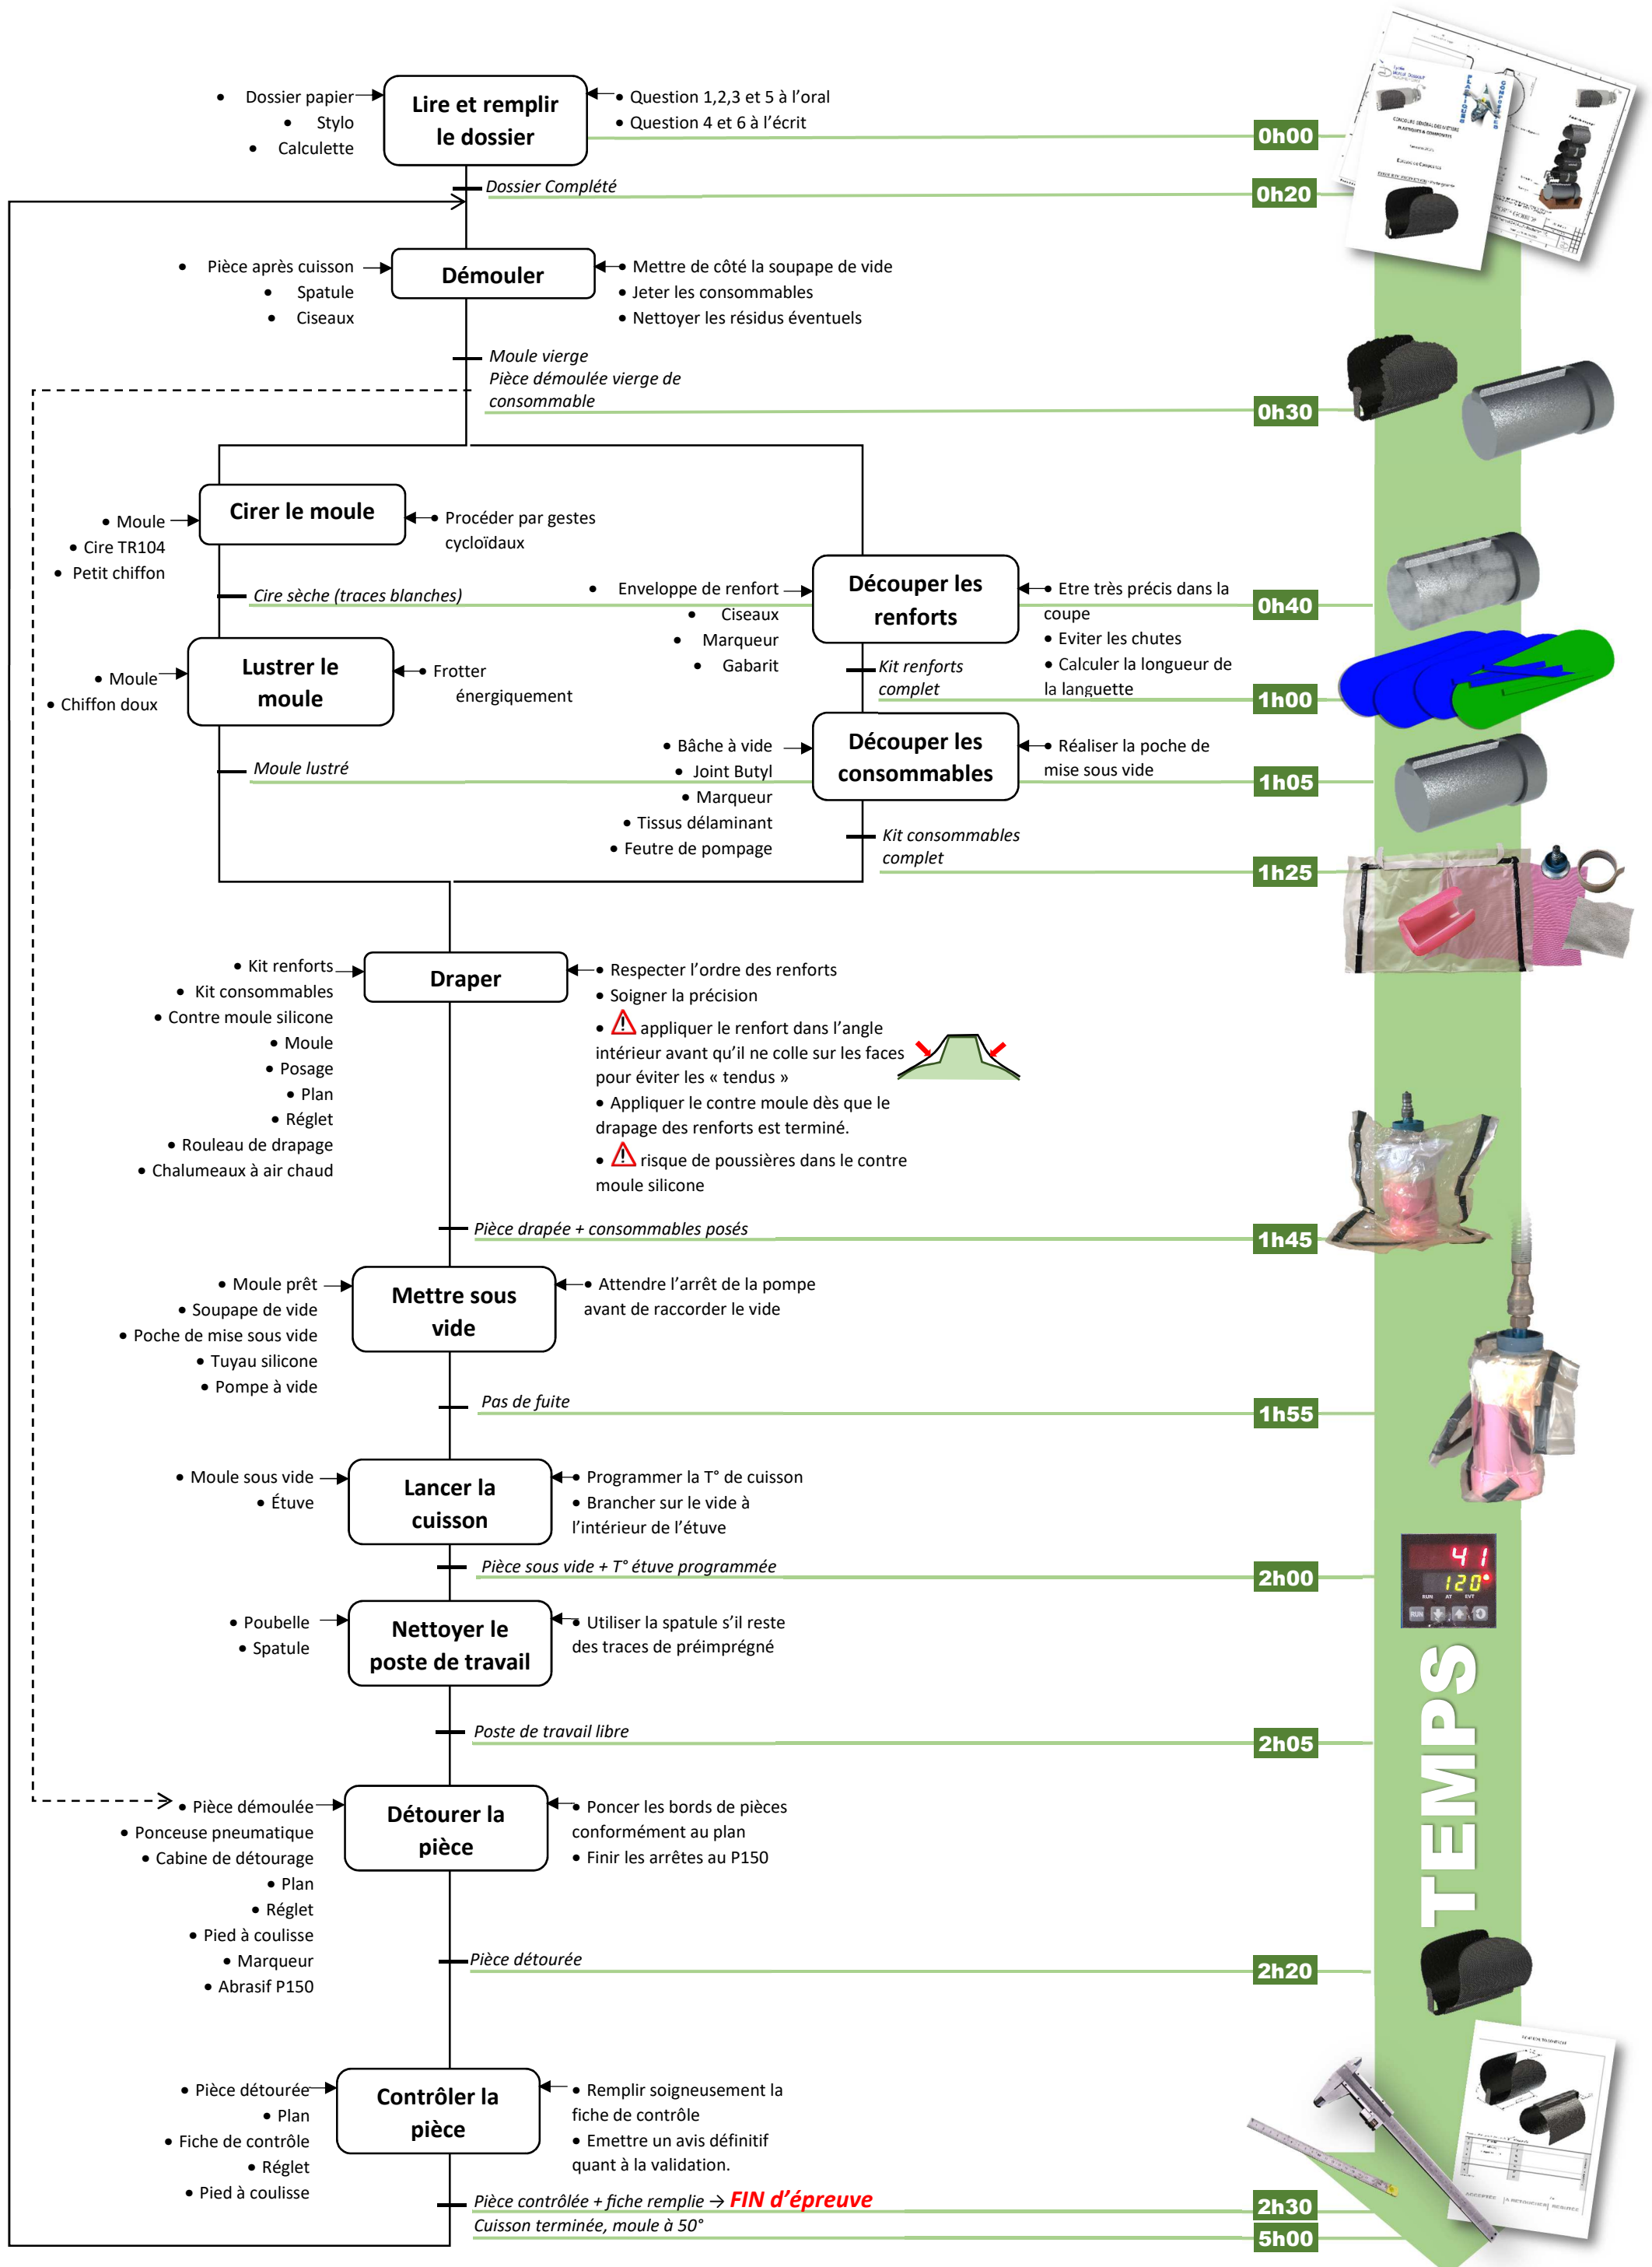 Lire et remplir
le dossier
• Dossier papier
• Stylo
• Calculette
• Question 1,2,3 et 5 à l'oral
• Question 4 et 6 à l'écrit
0h00
Dossier Complété
0h20
Démouler
• Pièce après cuisson
• Spatule
• Ciseaux
• Mettre de côté la soupape de vide
• Jeter les consommables
• Nettoyer les résidus éventuels
Moule vierge
Pièce démoulée vierge de
consommable
0h30
Cirer le moule
• Moule
• Cire TR104
• Petit chiffon
• Procéder par gestes
cycloïdaux
Cire sèche (traces blanches)
Découper les
renforts
• Enveloppe de renfort
• Ciseaux
• Marqueur
• Gabarit
• Etre très précis dans la
coupe
• Eviter les chutes
• Calculer la longueur de
la languette
0h40
Lustrer le
moule
• Moule
• Chiffon doux
• Frotter
énergiquement
Kit renforts
complet
1h00
Moule lustré
Découper les
consommables
• Bâche à vide
• Joint Butyl
• Marqueur
• Tissus délaminant
• Feutre de pompage
• Réaliser la poche de
mise sous vide
1h05
Kit consommables
complet
1h25
Draper
• Kit renforts
• Kit consommables
• Contre moule silicone
• Moule
• Posage
• Plan
• Réglet
• Rouleau de drapage
• Chalumeaux à air chaud
• Respecter l'ordre des renforts
• Soigner la précision
• ⚠ appliquer le renfort dans l'angle
intérieur avant qu'il ne colle sur les faces
pour éviter les « tendus »
• Appliquer le contre moule dès que le
drapage des renforts est terminé.
• ⚠ risque de poussières dans le contre
moule silicone
Pièce drapée + consommables posés
1h45
Mettre sous
vide
• Moule prêt
• Soupape de vide
• Poche de mise sous vide
• Tuyau silicone
• Pompe à vide
• Attendre l'arrêt de la pompe
avant de raccorder le vide
Pas de fuite
1h55
Lancer la
cuisson
• Moule sous vide
• Étuve
• Programmer la T° de cuisson
• Brancher sur le vide à
l'intérieur de l'étuve
41
120
RUN AT EVT
RUN
Pièce sous vide + T° étuve programmée
2h00
Nettoyer le
poste de travail
• Poubelle
• Spatule
• Utiliser la spatule s'il reste
des traces de préimprégné
Poste de travail libre
2h05
TEMPS
Détourer la
pièce
• Pièce démoulée
• Ponceuse pneumatique
• Cabine de détourage
• Plan
• Réglet
• Pied à coulisse
• Marqueur
• Abrasif P150
• Poncer les bords de pièces
conformément au plan
• Finir les arrêtes au P150
Pièce détourée
2h20
Contrôler la
pièce
• Pièce détourée
• Plan
• Fiche de contrôle
• Réglet
• Pied à coulisse
• Remplir soigneusement la
fiche de contrôle
• Emettre un avis définitif
quant à la validation.
Pièce contrôlée + fiche remplie → FIN d'épreuve
2h30
Cuisson terminée, moule à 50°
5h00